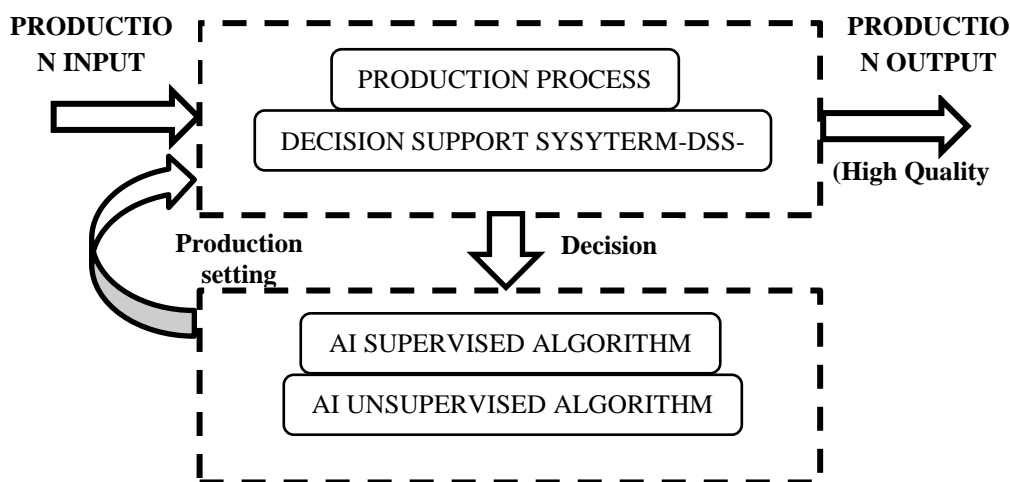 PRODUCTIO
N INPUT
PRODUCTION PROCESS
DECISION SUPPORT SYSYTERM-DSS-
PRODUCTIO
N OUTPUT
(High Quality
Production
setting
Decision
AI SUPERVISED ALGORITHM
AI UNSUPERVISED ALGORITHM